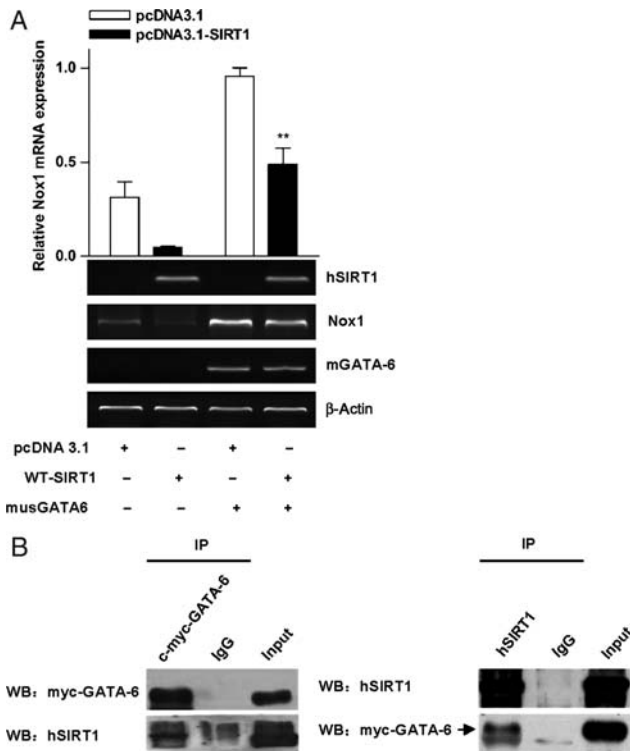 A
pcDNA3.1
pcDNA3.1-SIRT1
Relative Nox1 mRNA expression
1.0
0.5
0.0
**
hSIRT1
Nox1
mGATA-6
β-Actin
pcDNA 3.1 + − + −
WT-SIRT1 − + − +
musGATA6 − − + +
B
IP
c-myc-GATA-6 IgG Input
WB: myc-GATA-6
WB: hSIRT1
IP
hSIRT1 IgG Input
WB: hSIRT1
WB: myc-GATA-6